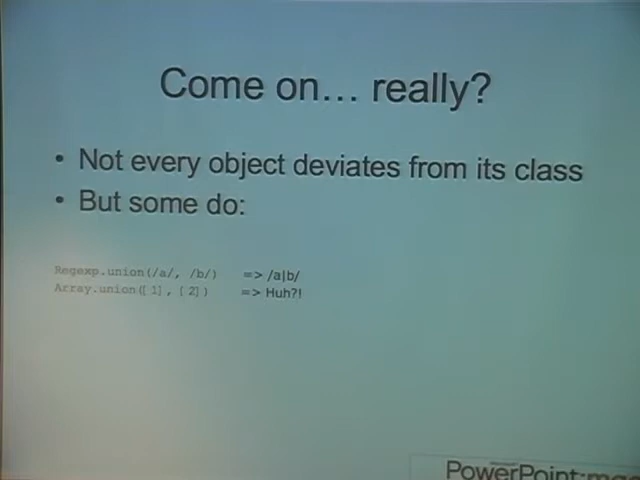 Come on... really?
• Not every object deviates from its class
• But some do:
Regexp.union(/a/, /b/) => /a|b/
Array.union([1], [2]) => Huh?!
PowerPoint: